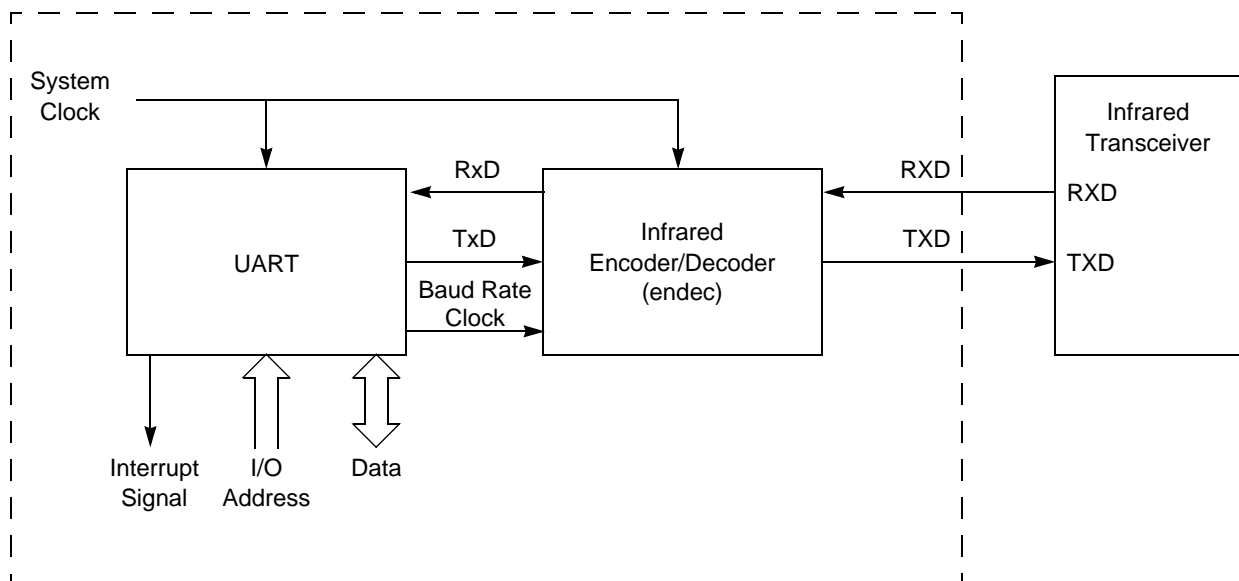 System
Clock
Infrared
Transceiver
RxD
RXD
RXD
TxD
Infrared
Encoder/Decoder
(endec)
TXD
TXD
UART
Baud Rate
Clock
Interrupt
Signal
I/O
Address
Data